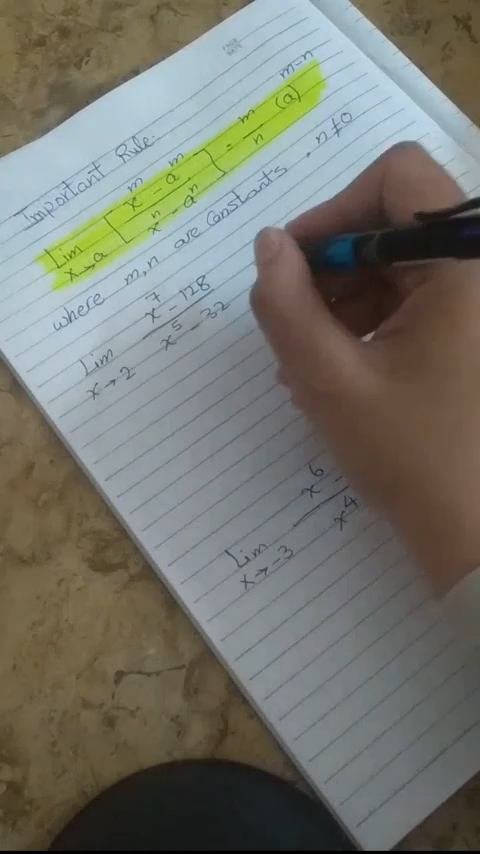 Important Rule:
Lim x→a [x^m - a^m / x^n - a^n] = m/n (a)^m-n
where m,n are constants, n≠0
Lim x→2 x^7 - 128 / x^5 - 32
Lim x→-3 x^6 - / x^4